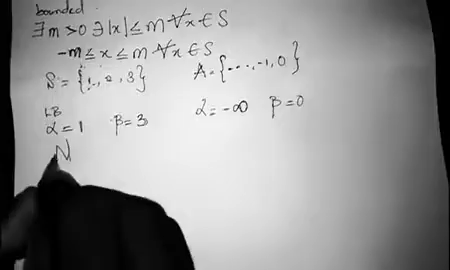 bounded
∃ m > 0 ∋ |x| ≤ m ∀ x ∈ S
-m ≤ x ≤ m ∀ x ∈ S
S = {1, 2, 3} A = {..., -1, 0}
LB
α = 1 β = 3 α = -∞ β = 0
N